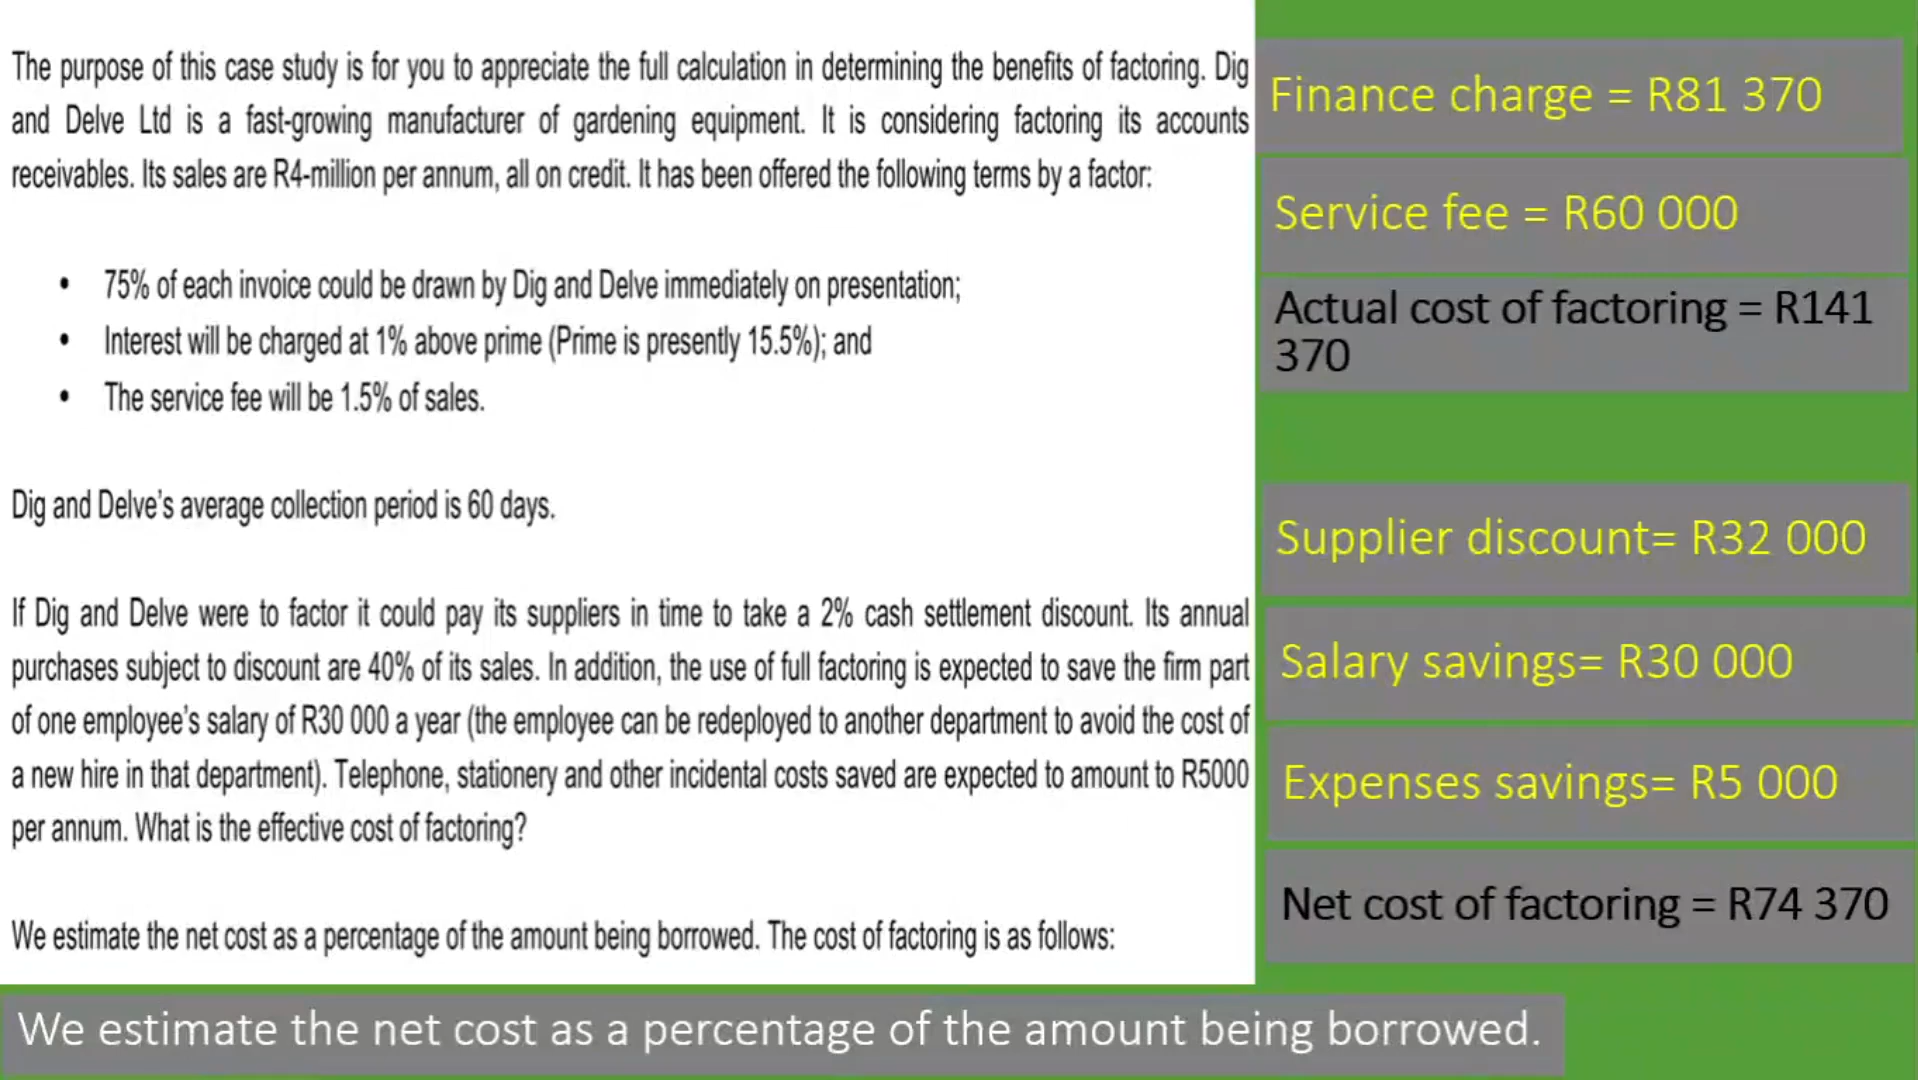 The purpose of this case study is for you to appreciate the full calculation in determining the benefits of factoring. Dig
and Delve Ltd is a fast-growing manufacturer of gardening equipment. It is considering factoring its accounts
receivables. Its sales are R4-million per annum, all on credit. It has been offered the following terms by a factor:
• 75% of each invoice could be drawn by Dig and Delve immediately on presentation;
• Interest will be charged at 1% above prime (Prime is presently 15.5%); and
• The service fee will be 1.5% of sales.
Dig and Delve’s average collection period is 60 days.
If Dig and Delve were to factor it could pay its suppliers in time to take a 2% cash settlement discount. Its annual
purchases subject to discount are 40% of its sales. In addition, the use of full factoring is expected to save the firm part
of one employee’s salary of R30 000 a year (the employee can be redeployed to another department to avoid the cost of
a new hire in that department). Telephone, stationery and other incidental costs saved are expected to amount to R5000
per annum. What is the effective cost of factoring?
We estimate the net cost as a percentage of the amount being borrowed. The cost of factoring is as follows:
Finance charge = R81 370
Service fee = R60 000
Actual cost of factoring = R141
370
Supplier discount= R32 000
Salary savings= R30 000
Expenses savings= R5 000
Net cost of factoring = R74 370
We estimate the net cost as a percentage of the amount being borrowed.